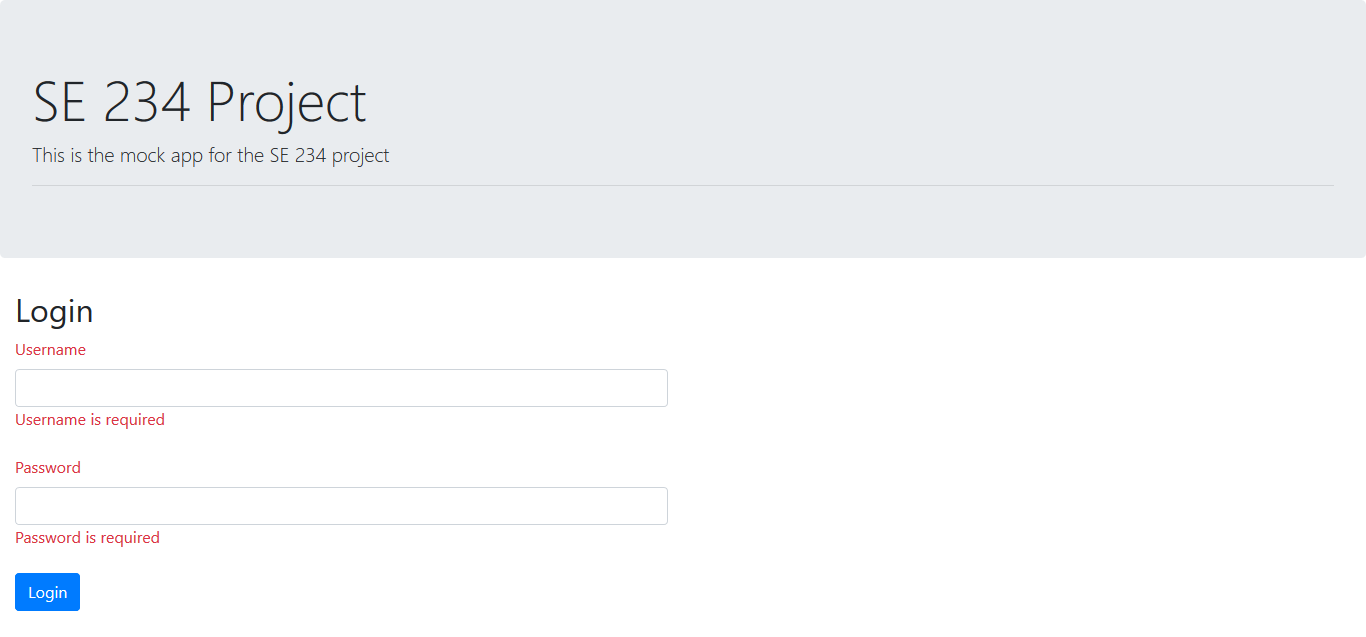 SE 234 Project
This is the mock app for the SE 234 project
Login
Username
Username is required
Password
Password is required
Login